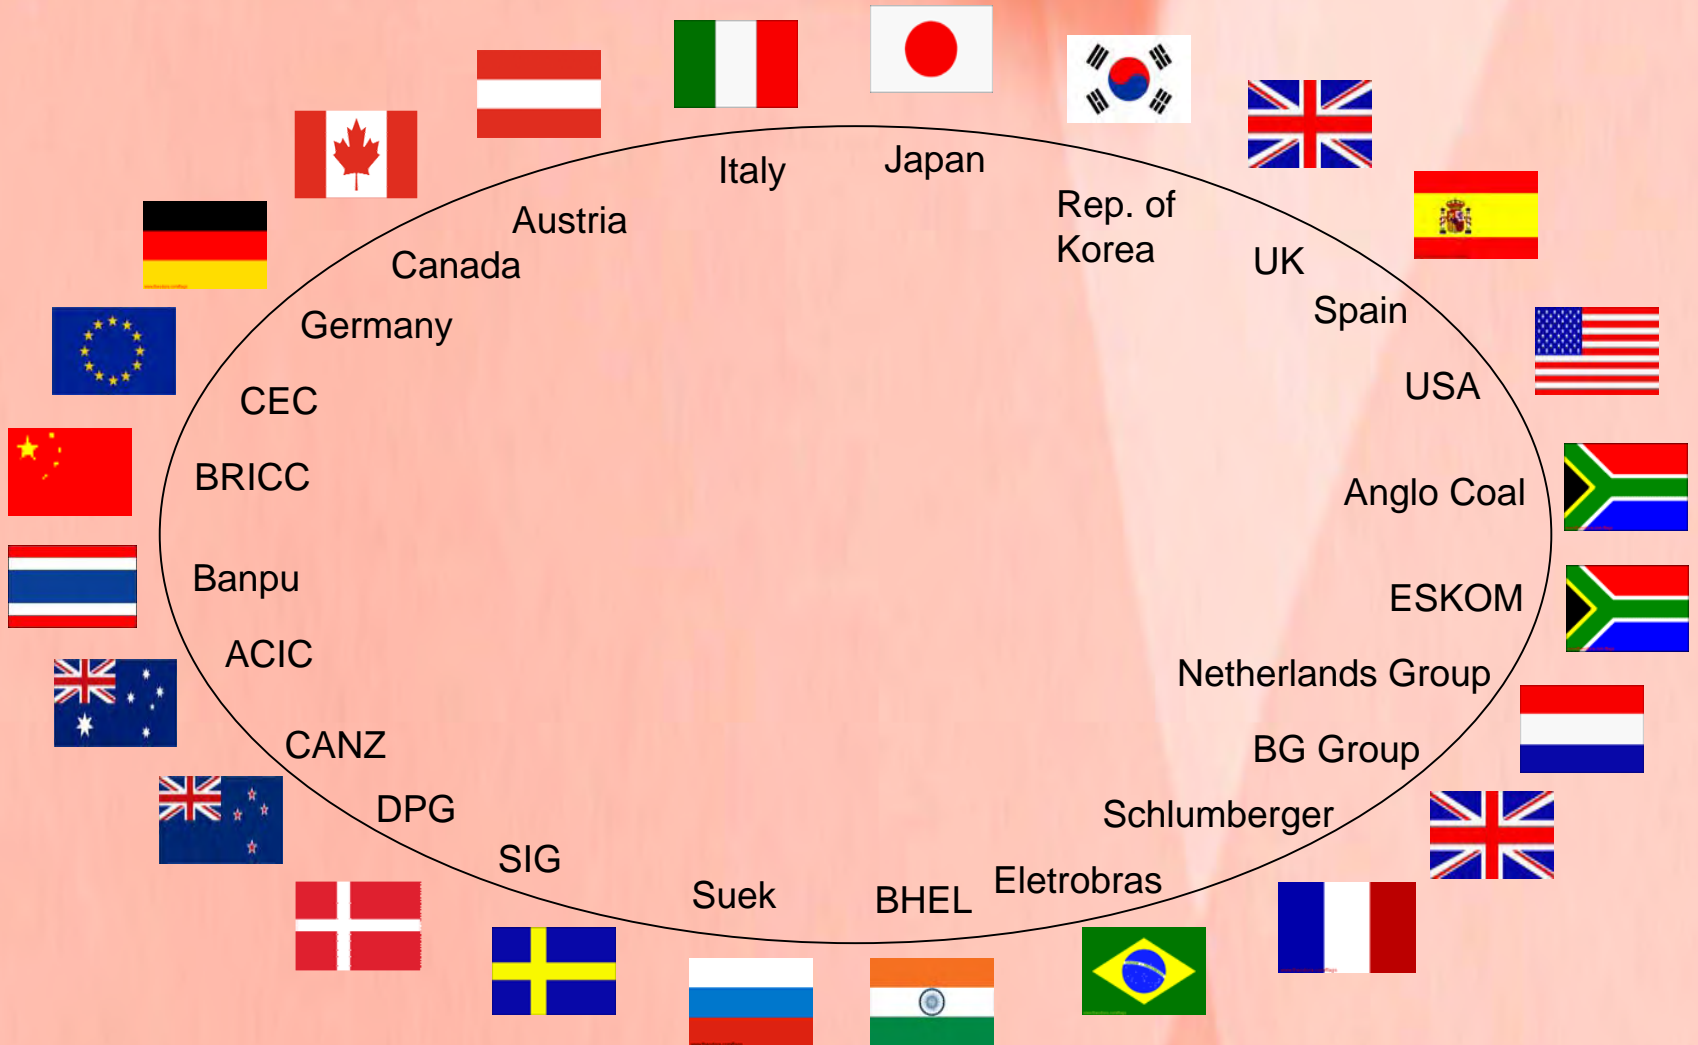 Italy
Japan
Rep. of
Korea
Austria
UK
Canada
Spain
Germany
USA
CEC
BRICC
Anglo Coal
Banpu
ESKOM
ACIC
Netherlands Group
CANZ
BG Group
DPG
Schlumberger
SIG
Eletrobras
Suek
BHEL